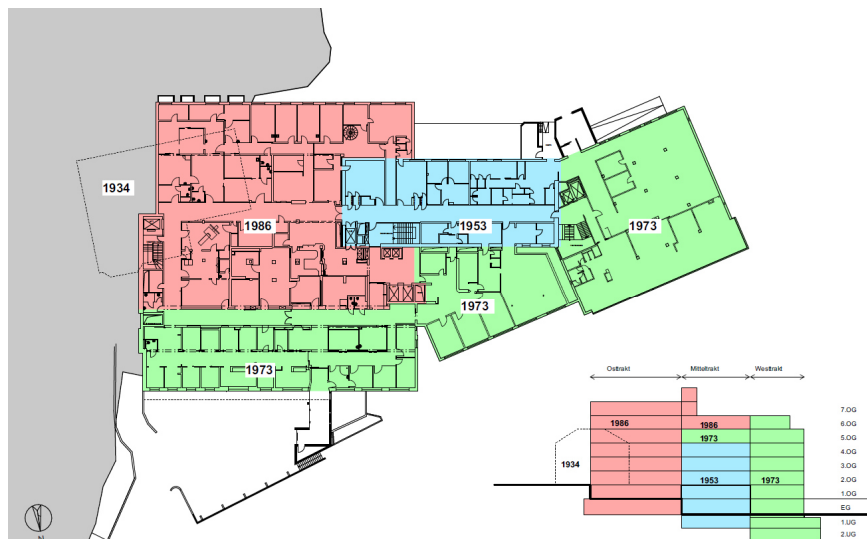 1934
1986
1953
1973
1973
1973
Osttrakt
Mitteltrakt
Westtrakt
7.OG
1986
1986
6.OG
1973
5.OG
4.OG
1934
3.OG
1953
1973
2.OG
1.OG
EG
1.UG
2.UG
N